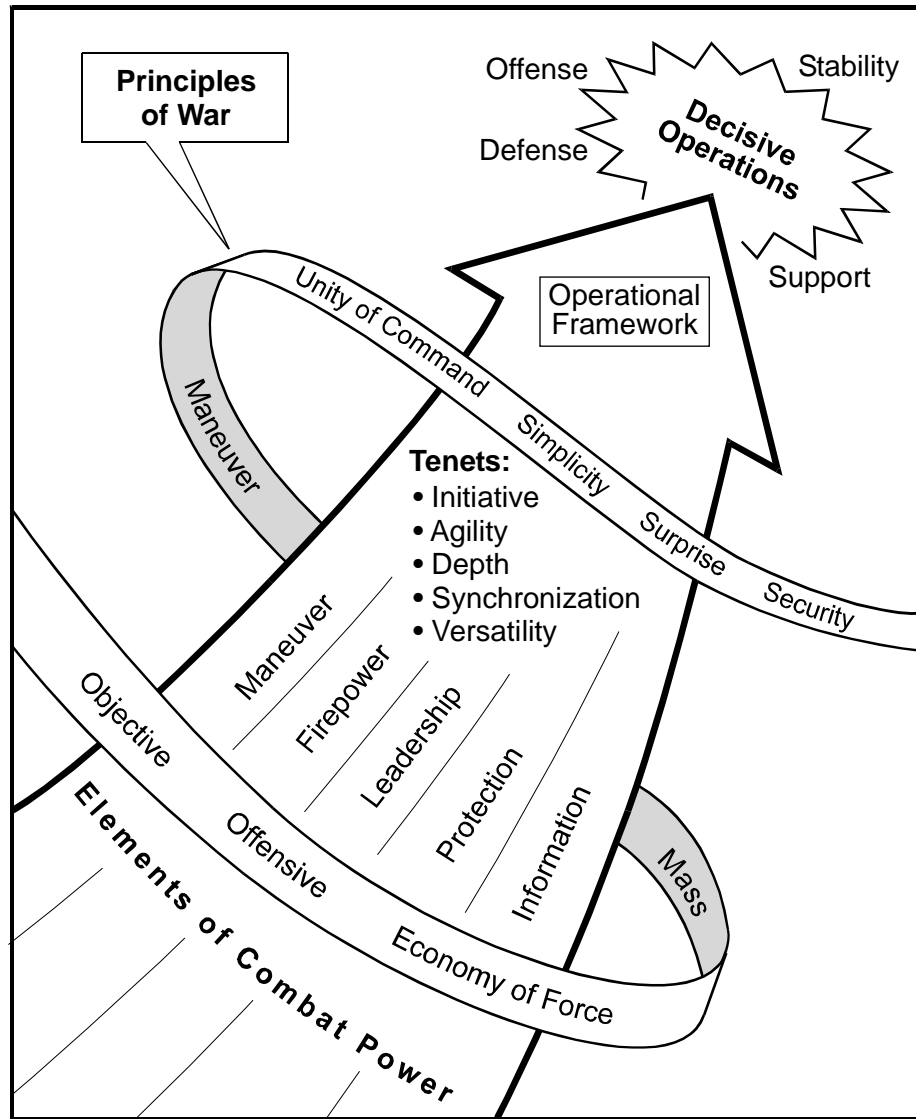 Principles
of War
Offense
Stability
Decisive
Operations
Defense
Support
Operational
Framework
Unity of Command
Simplicity
Surprise
Security
Maneuver
Tenets:
• Initiative
• Agility
• Depth
• Synchronization
• Versatility
Maneuver
Firepower
Leadership
Protection
Information
Objective
Offensive
Economy of Force
Mass
Elements of Combat Power